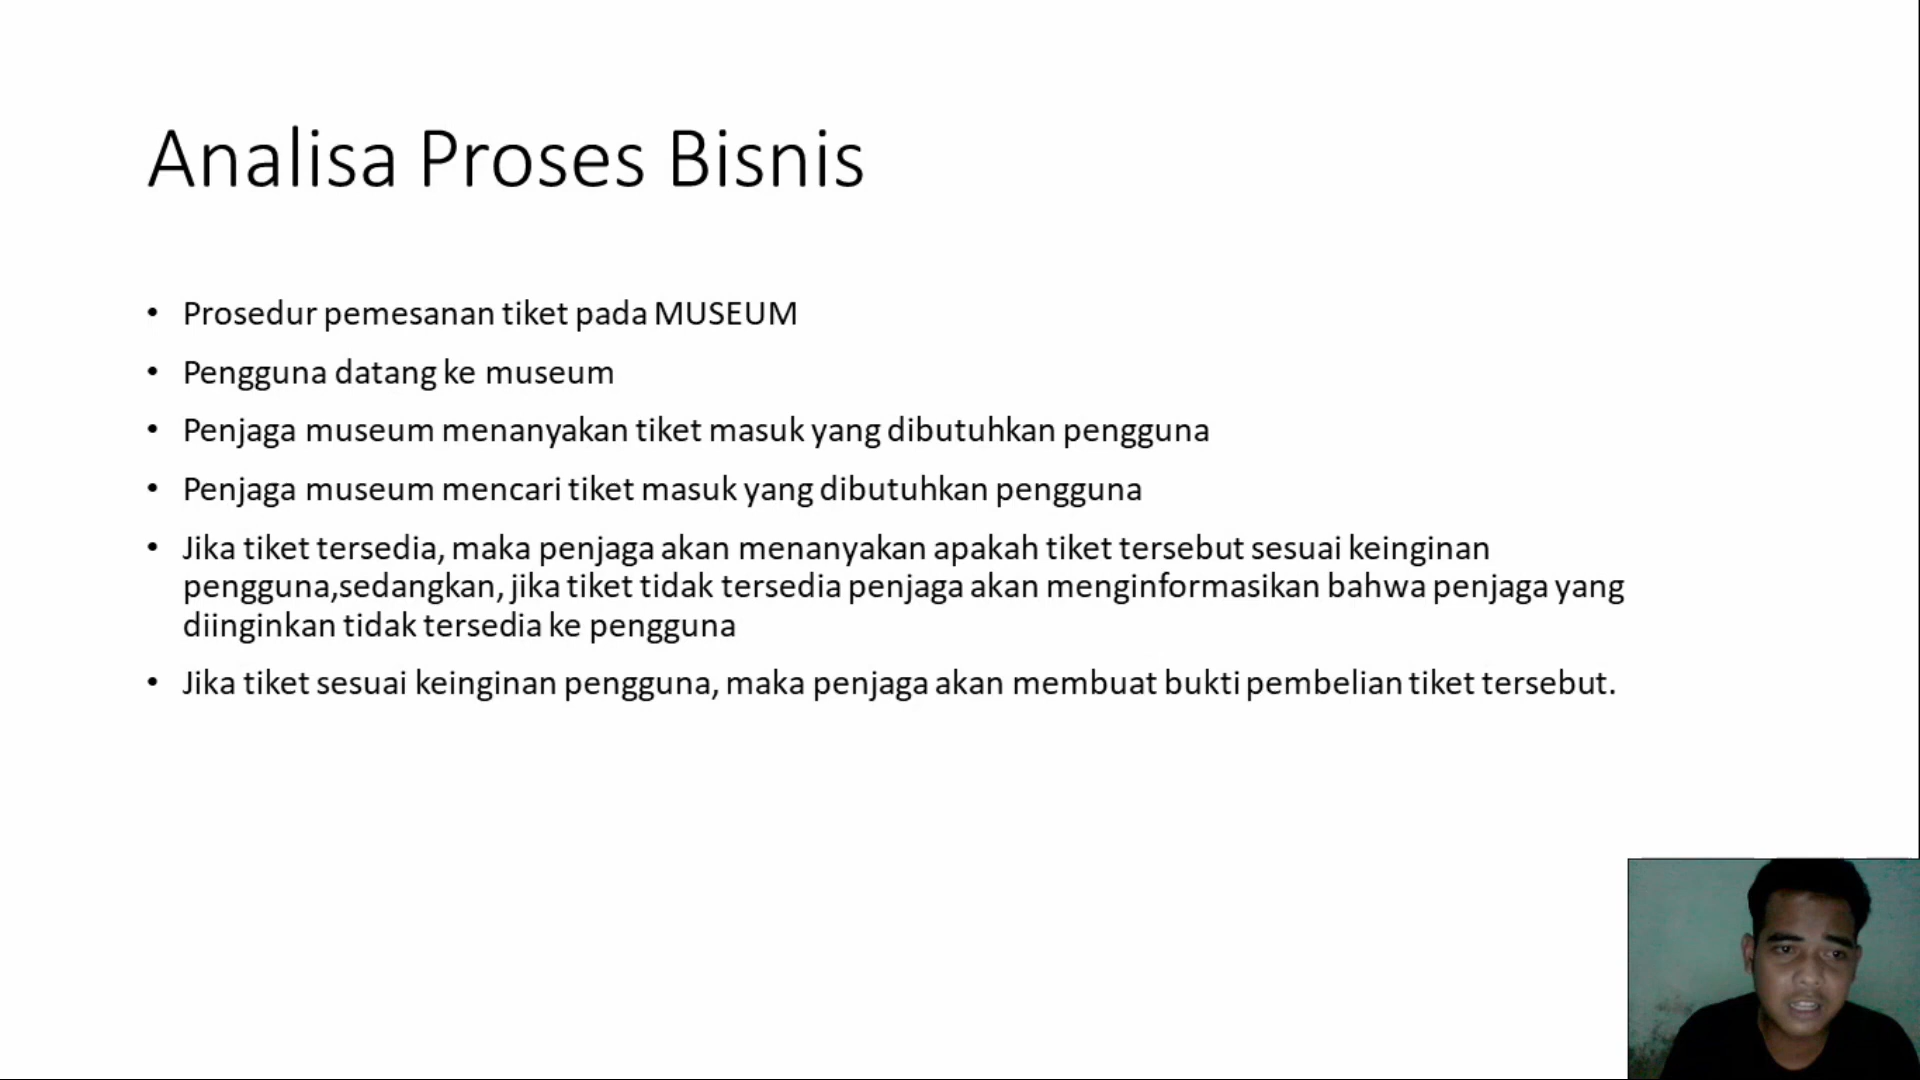 Analisa Proses Bisnis
• Prosedur pemesanan tiket pada MUSEUM
• Pengguna datang ke museum
• Penjaga museum menanyakan tiket masuk yang dibutuhkan pengguna
• Penjaga museum mencari tiket masuk yang dibutuhkan pengguna
• Jika tiket tersedia, maka penjaga akan menanyakan apakah tiket tersebut sesuai keinginan
pengguna,sedangkan, jika tiket tidak tersedia penjaga akan menginformasikan bahwa penjaga yang
diinginkan tidak tersedia ke pengguna
• Jika tiket sesuai keinginan pengguna, maka penjaga akan membuat bukti pembelian tiket tersebut.